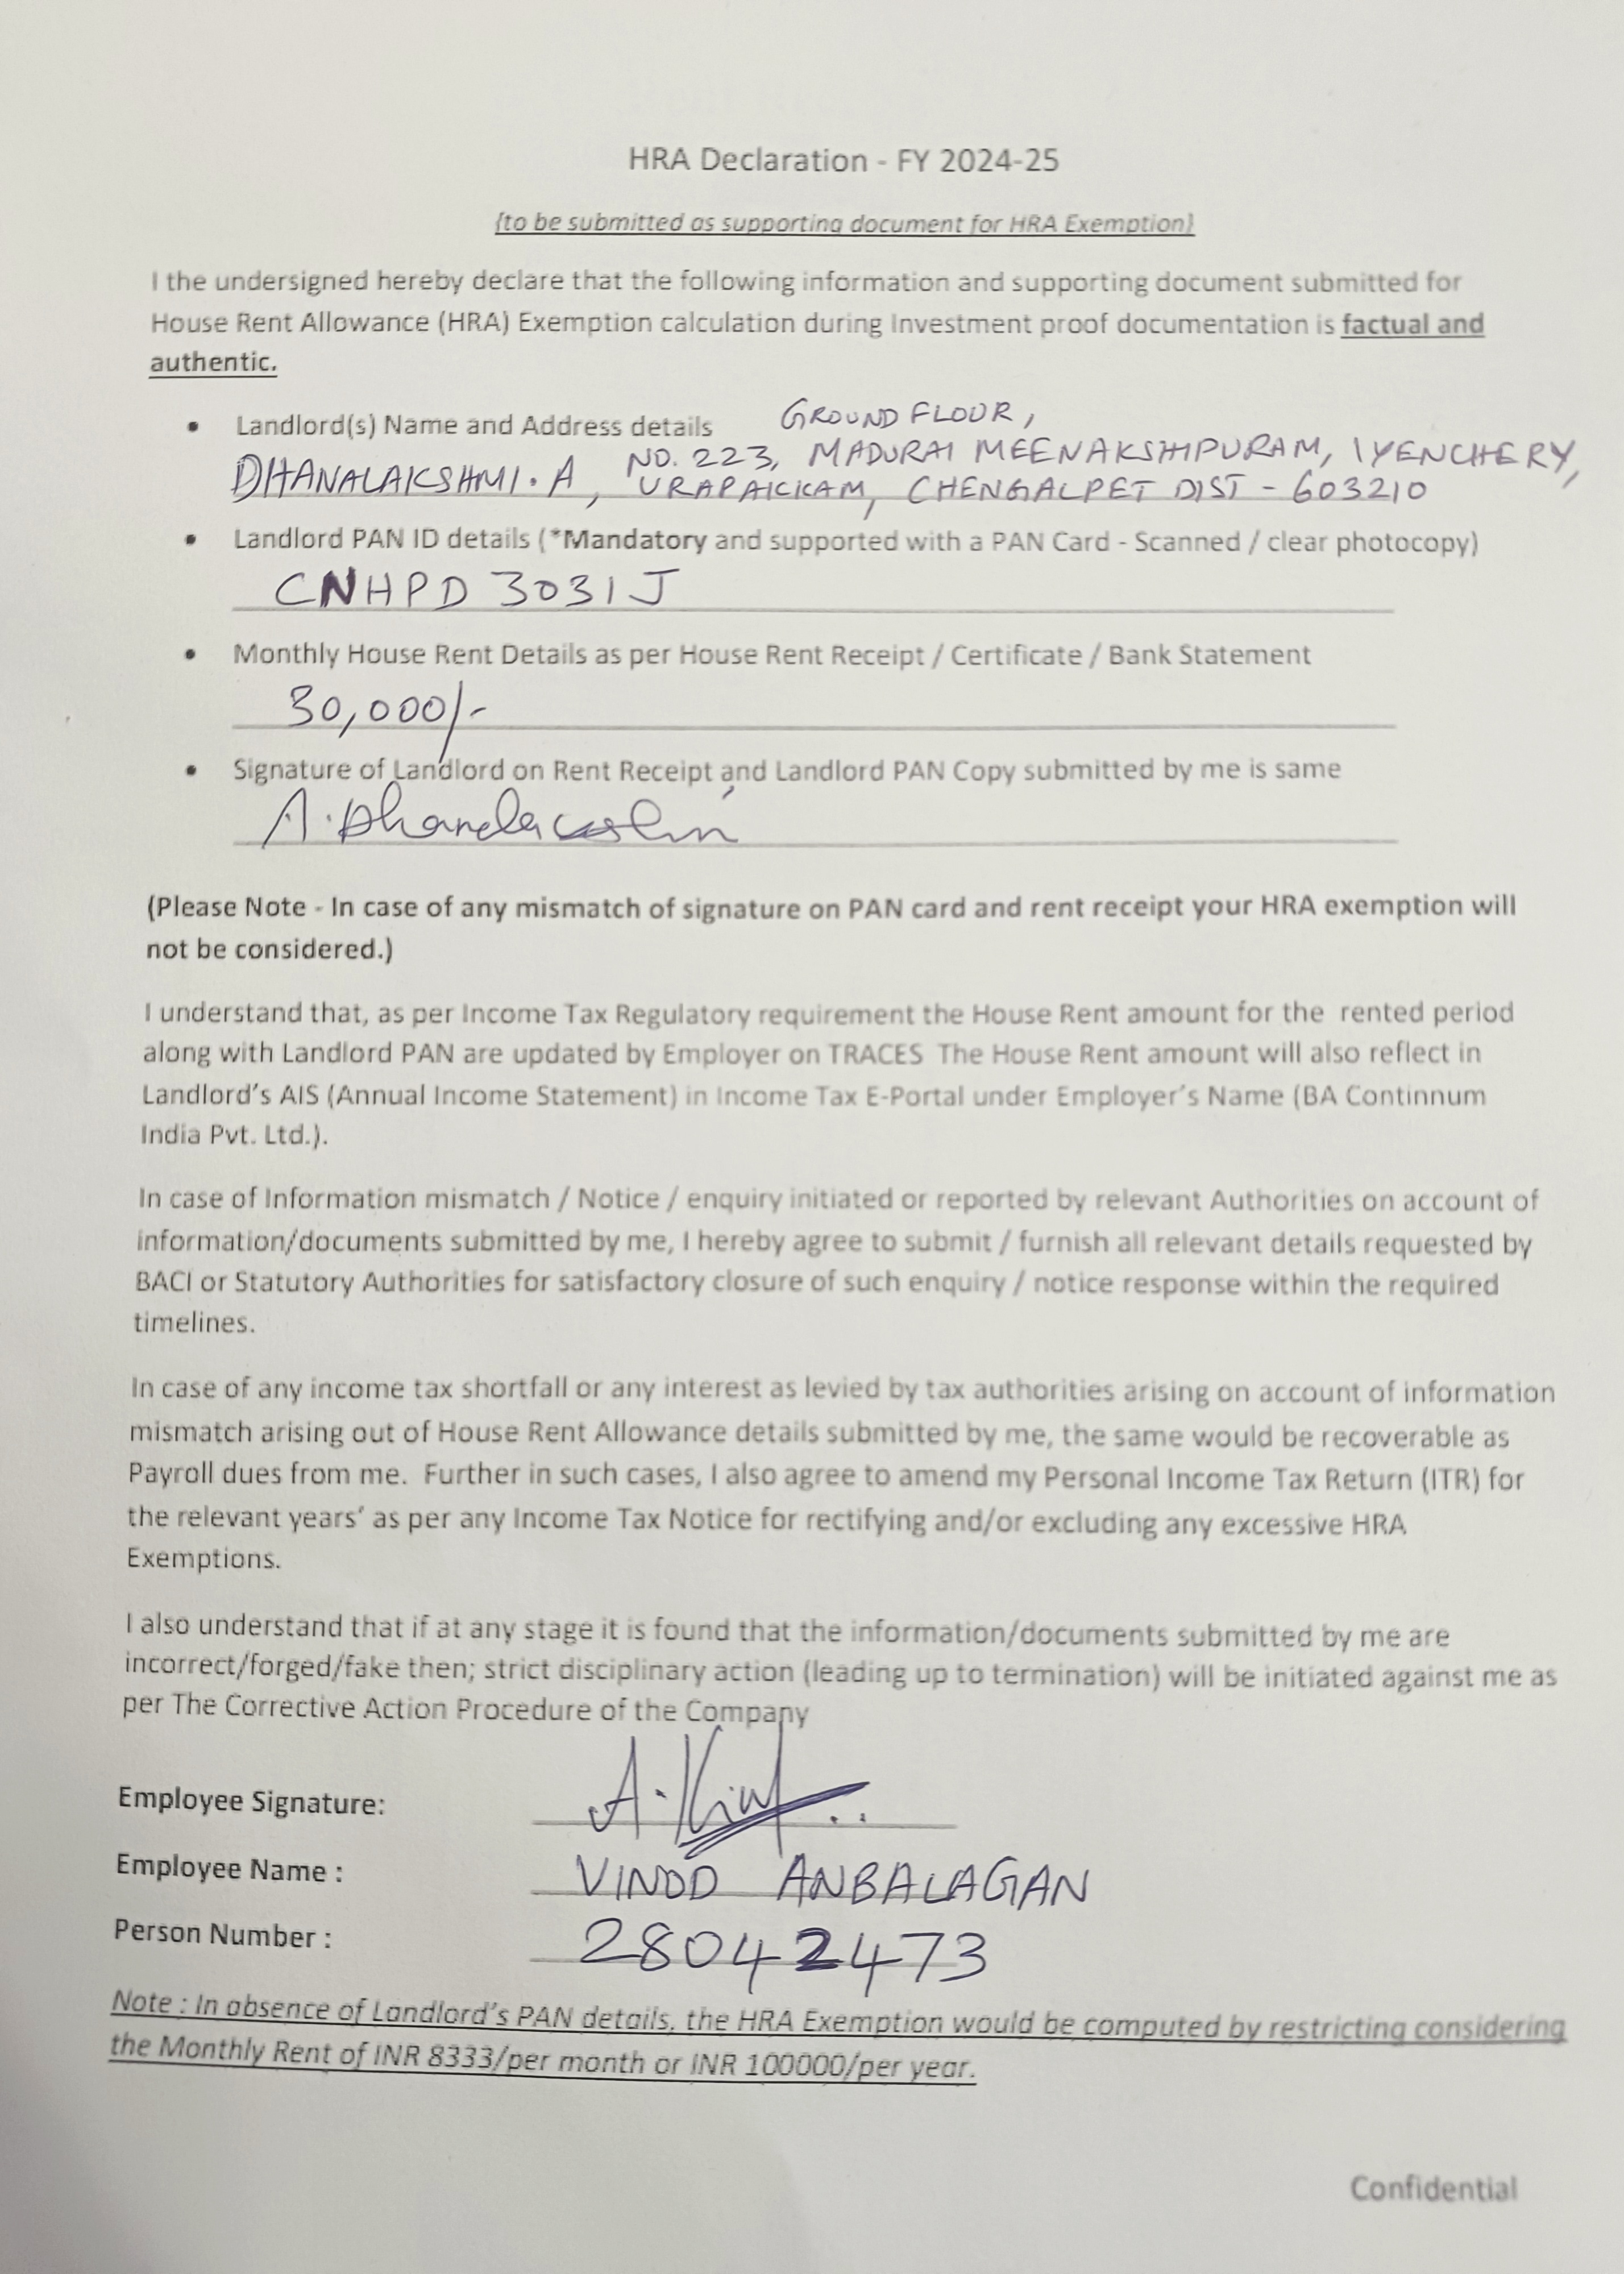 HRA Declaration - FY 2024-25
(to be submitted as supporting document for HRA Exemption)
I the undersigned hereby declare that the following information and supporting document submitted for
House Rent Allowance (HRA) Exemption calculation during Investment proof documentation is factual and
authentic.
• Landlord(s) Name and Address details GROUND FLOUR,
DHANALAKSHMI. A, NO. 223, MADURAI MEENAKSHIPURAM, IYENCHERY,
URAPAKKAM, CHENGALPET DIST - 603210
• Landlord PAN ID details (*Mandatory and supported with a PAN Card - Scanned / clear photocopy)
CNHPD 3031J
• Monthly House Rent Details as per House Rent Receipt / Certificate / Bank Statement
30,000/-
• Signature of Landlord on Rent Receipt and Landlord PAN Copy submitted by me is same
A. Dhanalakshmi
(Please Note - In case of any mismatch of signature on PAN card and rent receipt your HRA exemption will
not be considered.)
I understand that, as per Income Tax Regulatory requirement the House Rent amount for the rented period
along with Landlord PAN are updated by Employer on TRACES The House Rent amount will also reflect in
Landlord's AIS (Annual Income Statement) in Income Tax E-Portal under Employer's Name (BA Continnum
India Pvt. Ltd.).
In case of Information mismatch / Notice / enquiry initiated or reported by relevant Authorities on account of
information/documents submitted by me, I hereby agree to submit / furnish all relevant details requested by
BACI or Statutory Authorities for satisfactory closure of such enquiry / notice response within the required
timelines.
In case of any income tax shortfall or any interest as levied by tax authorities arising on account of information
mismatch arising out of House Rent Allowance details submitted by me, the same would be recoverable as
Payroll dues from me. Further in such cases, I also agree to amend my Personal Income Tax Return (ITR) for
the relevant years' as per any Income Tax Notice for rectifying and/or excluding any excessive HRA
Exemptions.
I also understand that if at any stage it is found that the information/documents submitted by me are
incorrect/forged/fake then; strict disciplinary action (leading up to termination) will be initiated against me as
per The Corrective Action Procedure of the Company
Employee Signature:
Employee Name : VINOD ANBALAGAN
Person Number : 28042473
Note : In absence of Landlord's PAN details, the HRA Exemption would be computed by restricting considering
the Monthly Rent of INR 8333/per month or INR 100000/per year.
Confidential